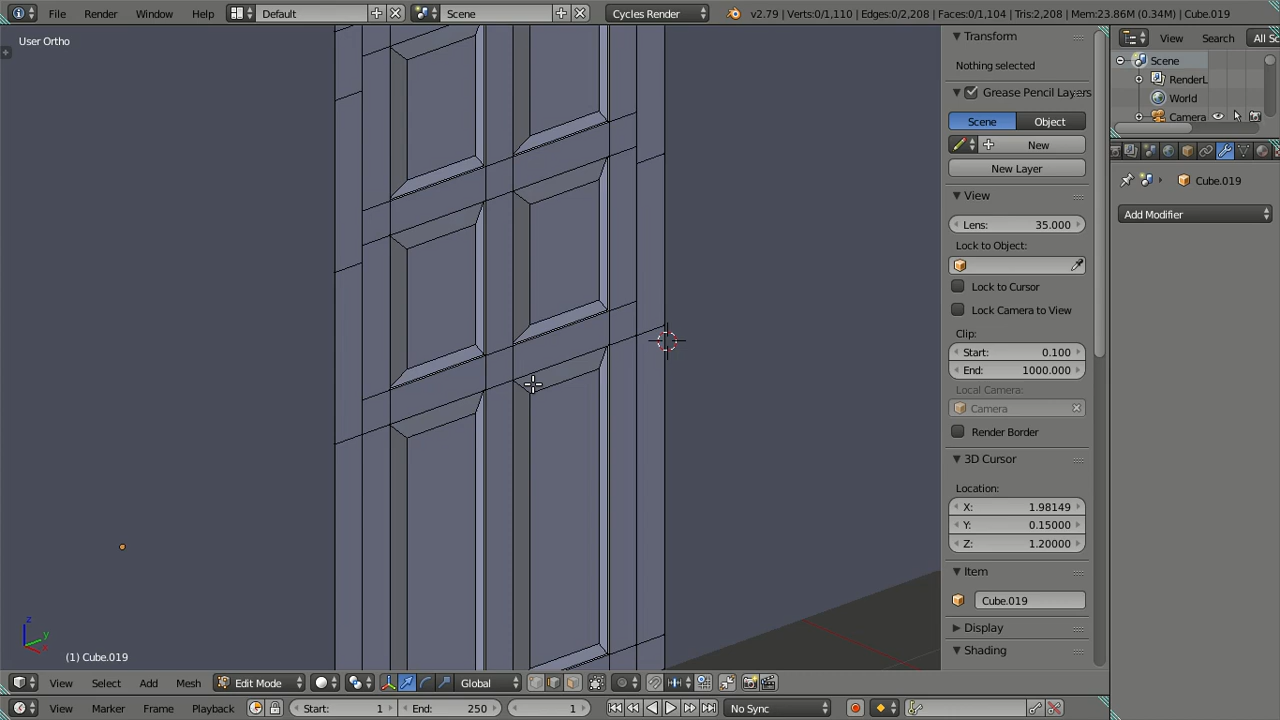 File Render Window Help Default Scene Cycles Render v2.79 | Verts:0/1,110 | Edges:0/2,208 | Faces:0/1,104 | Tris:2,208 | Mem:23.86M (0.34M) | Cube.019
User Ortho
Transform
Nothing selected
Grease Pencil Layers
Scene Object
New
New Layer
View
Lens: 35.000
Lock to Object:
Lock to Cursor
Lock Camera to View
Clip:
Start: 0.100
End: 1000.000
Local Camera:
Camera
Render Border
3D Cursor
Location:
X: 1.98149
Y: 0.15000
Z: 1.20000
Item
Cube.019
Display
Shading
View Search All Sc
Scene
RenderL
World
Camera
Cube.019
Add Modifier
z
y
x
(1) Cube.019
View Select Add Mesh Edit Mode Global
View Marker Frame Playback Start: 1 End: 250 1 No Sync